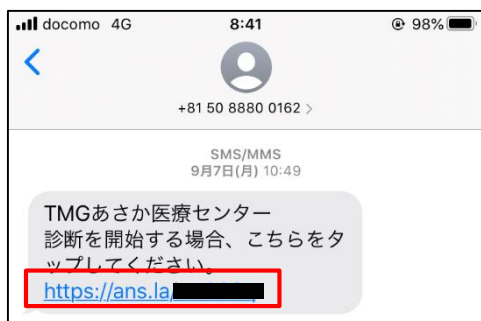 docomo 4G 8:41 98%
+81 50 8880 0162 >
SMS/MMS
9月7日(月) 10:49
TMGあさか医療センター
診断を開始する場合、こちらをタ
ップしてください。
https://ans.la/